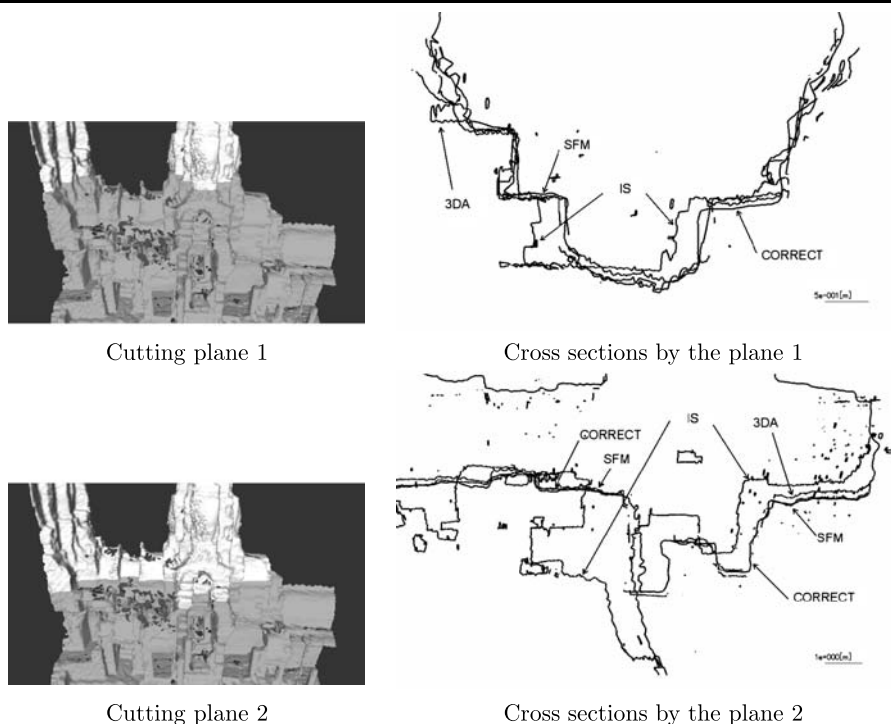 SFM
3DA
IS
CORRECT
5e-001[m]
Cutting plane 1
Cross sections by the plane 1
IS
3DA
CORRECT
SFM
SFM
CORRECT
1e+000[m]
Cutting plane 2
Cross sections by the plane 2